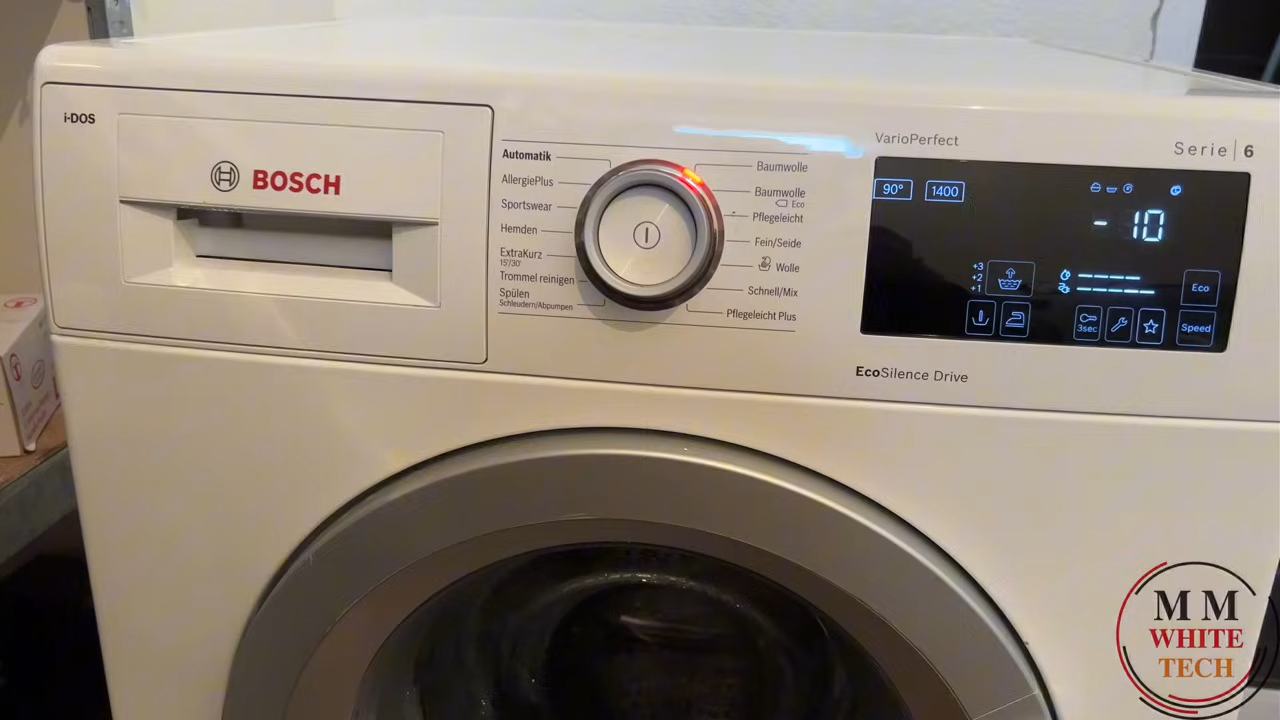 i-DOS
BOSCH
Automatik
AllergiePlus
Sportswear
Hemden
ExtraKurz
15'/30'
Trommel reinigen
Spülen
Schleudern/Abpumpen
Baumwolle
Baumwolle
Eco
Pflegeleicht
Fein/Seide
Wolle
Schnell/Mix
Pflegeleicht Plus
VarioPerfect
Serie | 6
90° 1400
- 10
+3
+2
+1
Eco
3sec
Speed
EcoSilence Drive
M M
WHITE
TECH